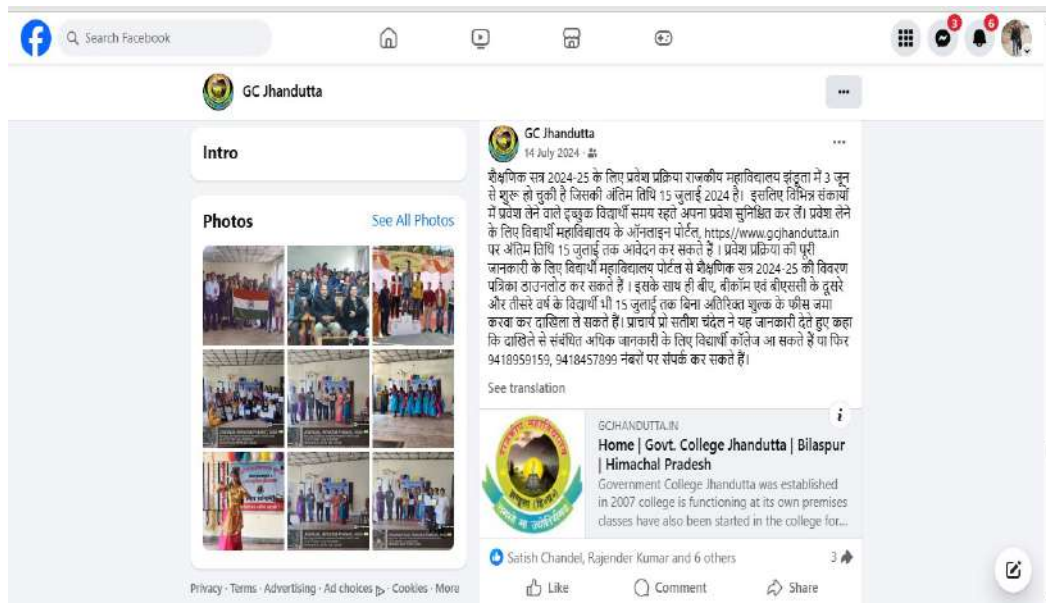 Search Facebook
3
6
GC Jhandutta
Intro
Photos
See All Photos
Privacy · Terms · Advertising · Ad choices · Cookies · More
GC Jhandutta
14 July 2024 ·
शैक्षणिक सत्र 2024-25 के लिए प्रवेश प्रक्रिया राजकीय महाविद्यालय झंडूता में 3 जून
से शुरू हो चुकी है जिसकी अंतिम तिथि 15 जुलाई 2024 है। इसलिए विभिन्न संकायों
में प्रवेश लेने वाले इच्छुक विद्यार्थी समय रहते अपना प्रवेश सुनिश्चित कर लें। प्रवेश लेने
के लिए विद्यार्थी महाविद्यालय के ऑनलाइन पोर्टल, https//www.gcjhandutta.in
पर अंतिम तिथि 15 जुलाई तक आवेदन कर सकते हैं । प्रवेश प्रक्रिया की पूरी
जानकारी के लिए विद्यार्थी महाविद्यालय पोर्टल से शैक्षणिक सत्र 2024-25 की विवरण
पत्रिका डाउनलोड कर सकते हैं । इसके साथ ही बीए, बीकॉम एवं बीएससी के दूसरे
और तीसरे वर्ष के विद्यार्थी भी 15 जुलाई तक बिना अतिरिक्त शुल्क के फीस जमा
करवा कर दाखिला ले सकते हैं। प्राचार्य प्रो सतीश चंदेल ने यह जानकारी देते हुए कहा
कि दाखिले से संबंधित अधिक जानकारी के लिए विद्यार्थी कॉलेज आ सकते हैं या फिर
9418959159, 9418457899 नंबरों पर संपर्क कर सकते हैं।
See translation
GCJHANDUTTA.IN
Home | Govt. College Jhandutta | Bilaspur
| Himachal Pradesh
Government College Jhandutta was established
in 2007 college is functioning at its own premises
classes have also been started in the college for...
Satish Chandel, Rajender Kumar and 6 others
3
Like
Comment
Share